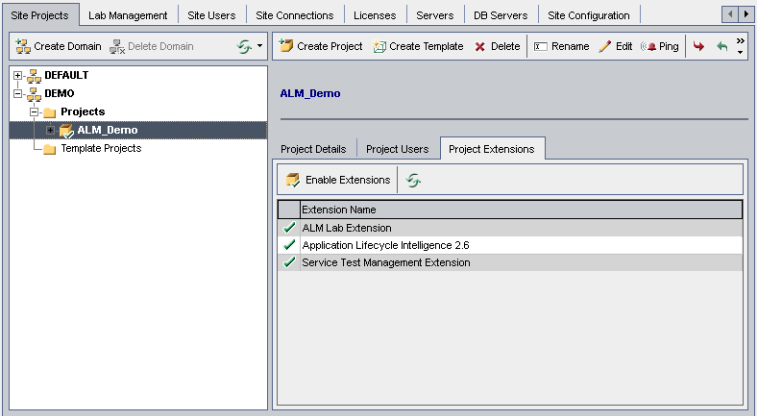 Site Projects Lab Management Site Users Site Connections Licenses Servers DB Servers Site Configuration
Create Domain Delete Domain
Create Project Create Template Delete Rename Edit Ping
DEFAULT
DEMO
Projects
ALM_Demo
Template Projects
ALM_Demo
Project Details Project Users Project Extensions
Enable Extensions
Extension Name
ALM Lab Extension
Application Lifecycle Intelligence 2.6
Service Test Management Extension